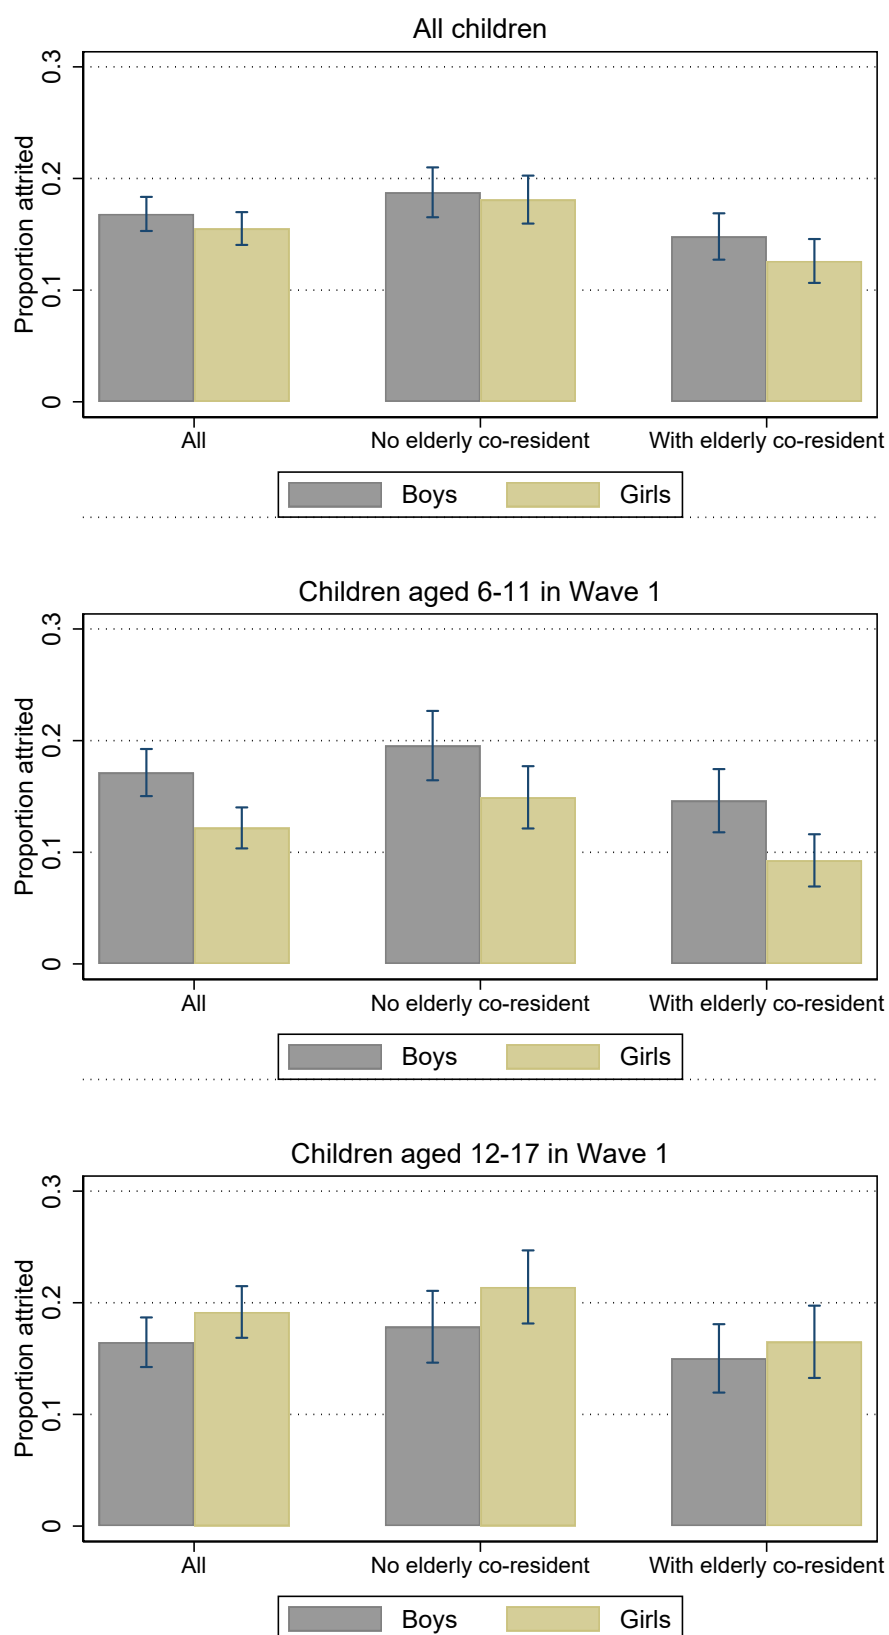 All children
Proportion attrited
0.3
0.2
0.1
0
All No elderly co-resident With elderly co-resident
Boys Girls
Children aged 6-11 in Wave 1
Proportion attrited
0.3
0.2
0.1
0
All No elderly co-resident With elderly co-resident
Boys Girls
Children aged 12-17 in Wave 1
Proportion attrited
0.3
0.2
0.1
0
All No elderly co-resident With elderly co-resident
Boys Girls